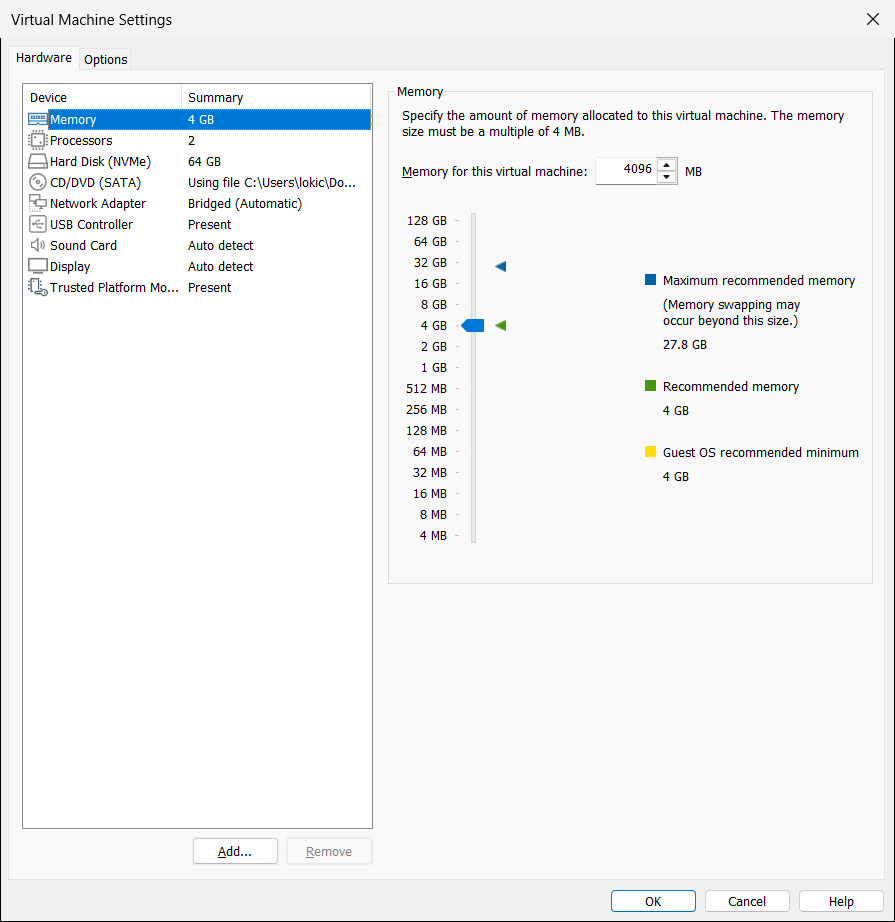 Virtual Machine Settings
Hardware
Options
Device Summary
Memory 4 GB
Processors 2
Hard Disk (NVMe) 64 GB
CD/DVD (SATA) Using file C:\Users\lokic\Do...
Network Adapter Bridged (Automatic)
USB Controller Present
Sound Card Auto detect
Display Auto detect
Trusted Platform Mo... Present
Add...
Remove
Memory
Specify the amount of memory allocated to this virtual machine. The memory
size must be a multiple of 4 MB.
Memory for this virtual machine: 4096 MB
128 GB
64 GB
32 GB
16 GB
8 GB
4 GB
2 GB
1 GB
512 MB
256 MB
128 MB
64 MB
32 MB
16 MB
8 MB
4 MB
Maximum recommended memory
(Memory swapping may
occur beyond this size.)
27.8 GB
Recommended memory
4 GB
Guest OS recommended minimum
4 GB
OK
Cancel
Help